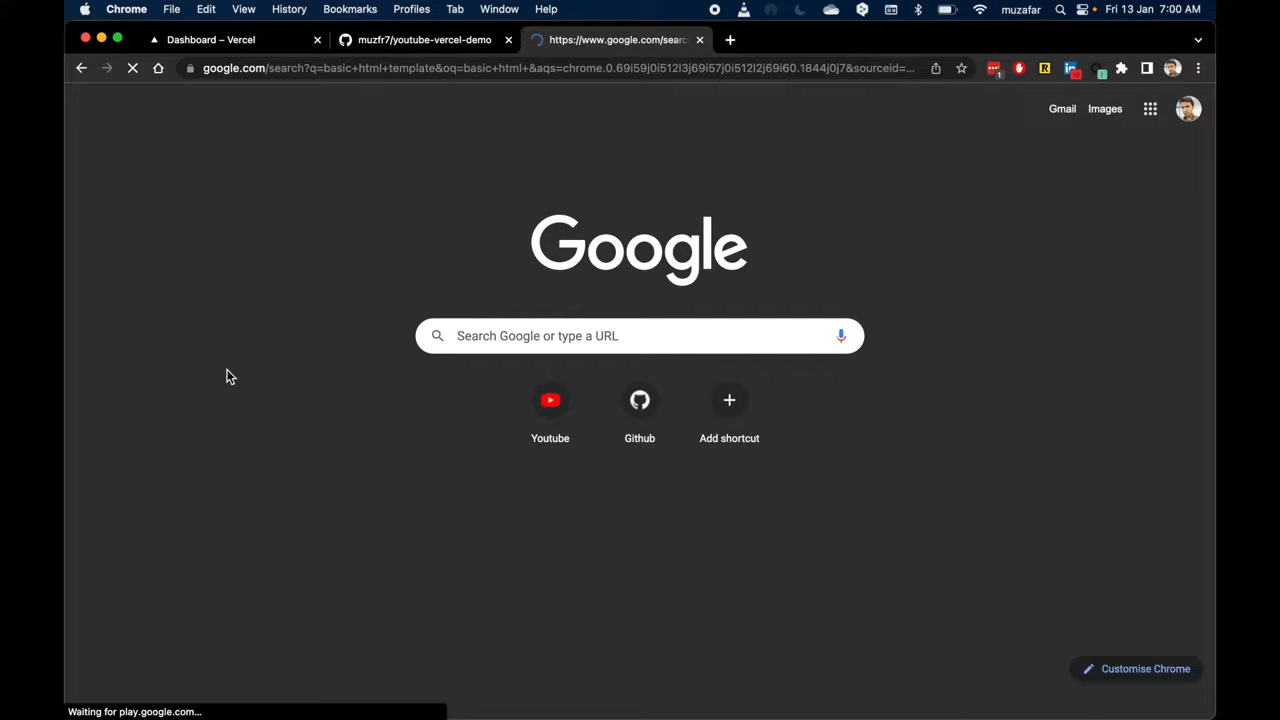 Chrome File Edit View History Bookmarks Profiles Tab Window Help muzafar Fri 13 Jan 7:00 AM
Dashboard – Vercel muzfr7/youtube-vercel-demo https://www.google.com/searc
google.com/search?q=basic+html+template&oq=basic+html+&aqs=chrome.0.69i59j0i512l3j69i57j0i512l2j69i60.1844j0j7&sourceid=...
Gmail Images
Google
Search Google or type a URL
Youtube Github Add shortcut
Customise Chrome
Waiting for play.google.com...